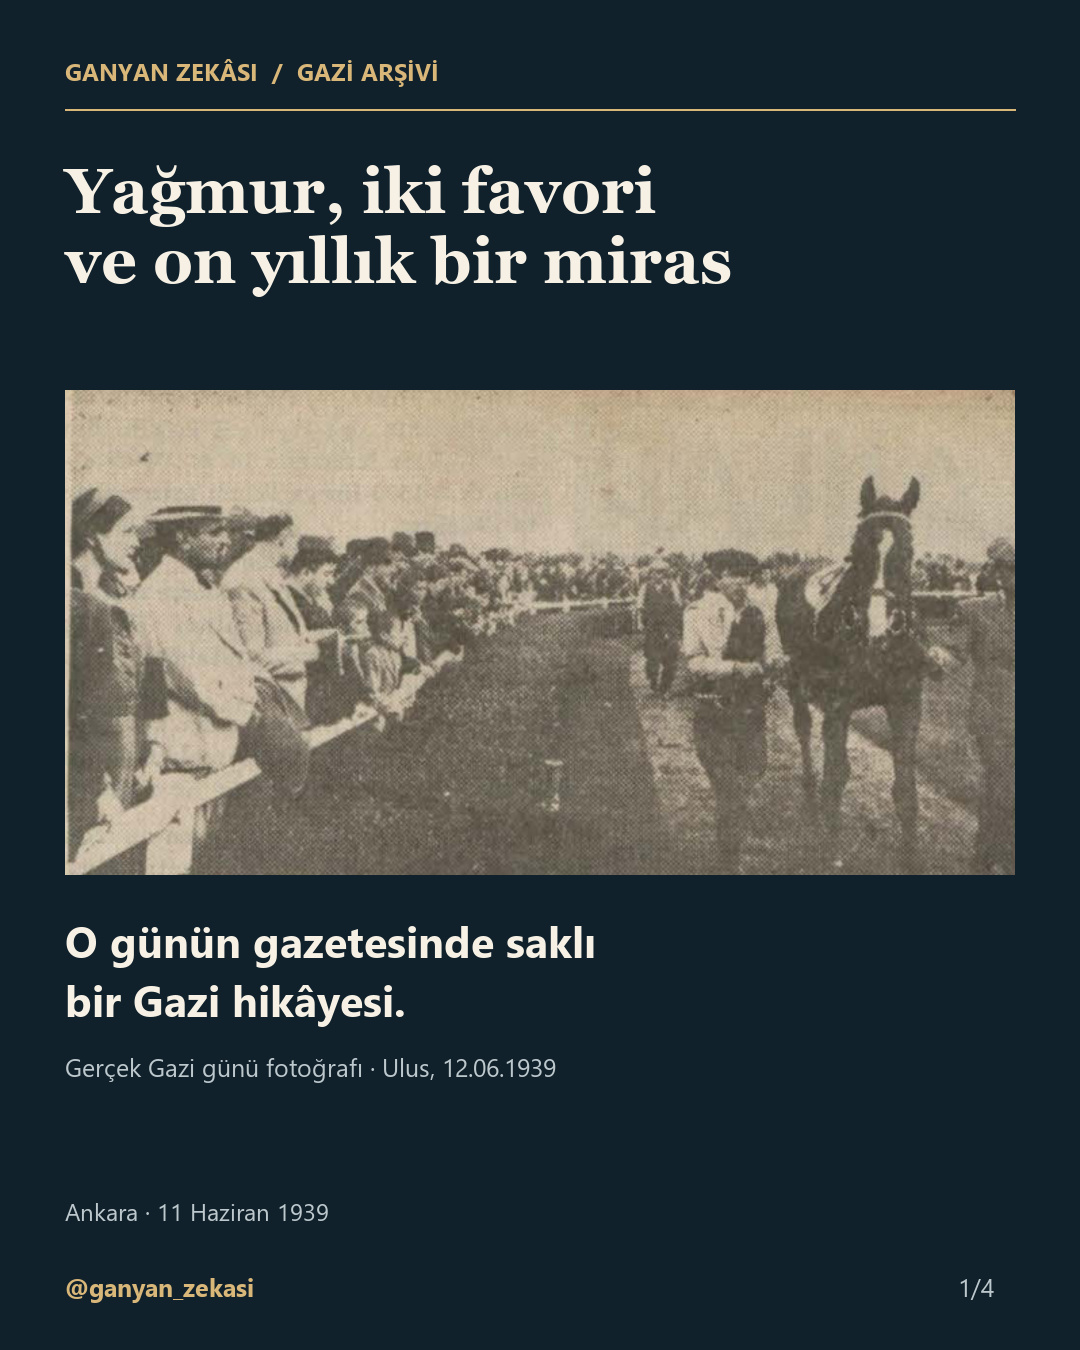 GANYAN ZEKÂSI / GAZİ ARŞİVİ
Yağmur, iki favori
ve on yıllık bir miras
O günün gazetesinde saklı
bir Gazi hikâyesi.
Gerçek Gazi günü fotoğrafı · Ulus, 12.06.1939
Ankara · 11 Haziran 1939
@ganyan_zekasi
1/4